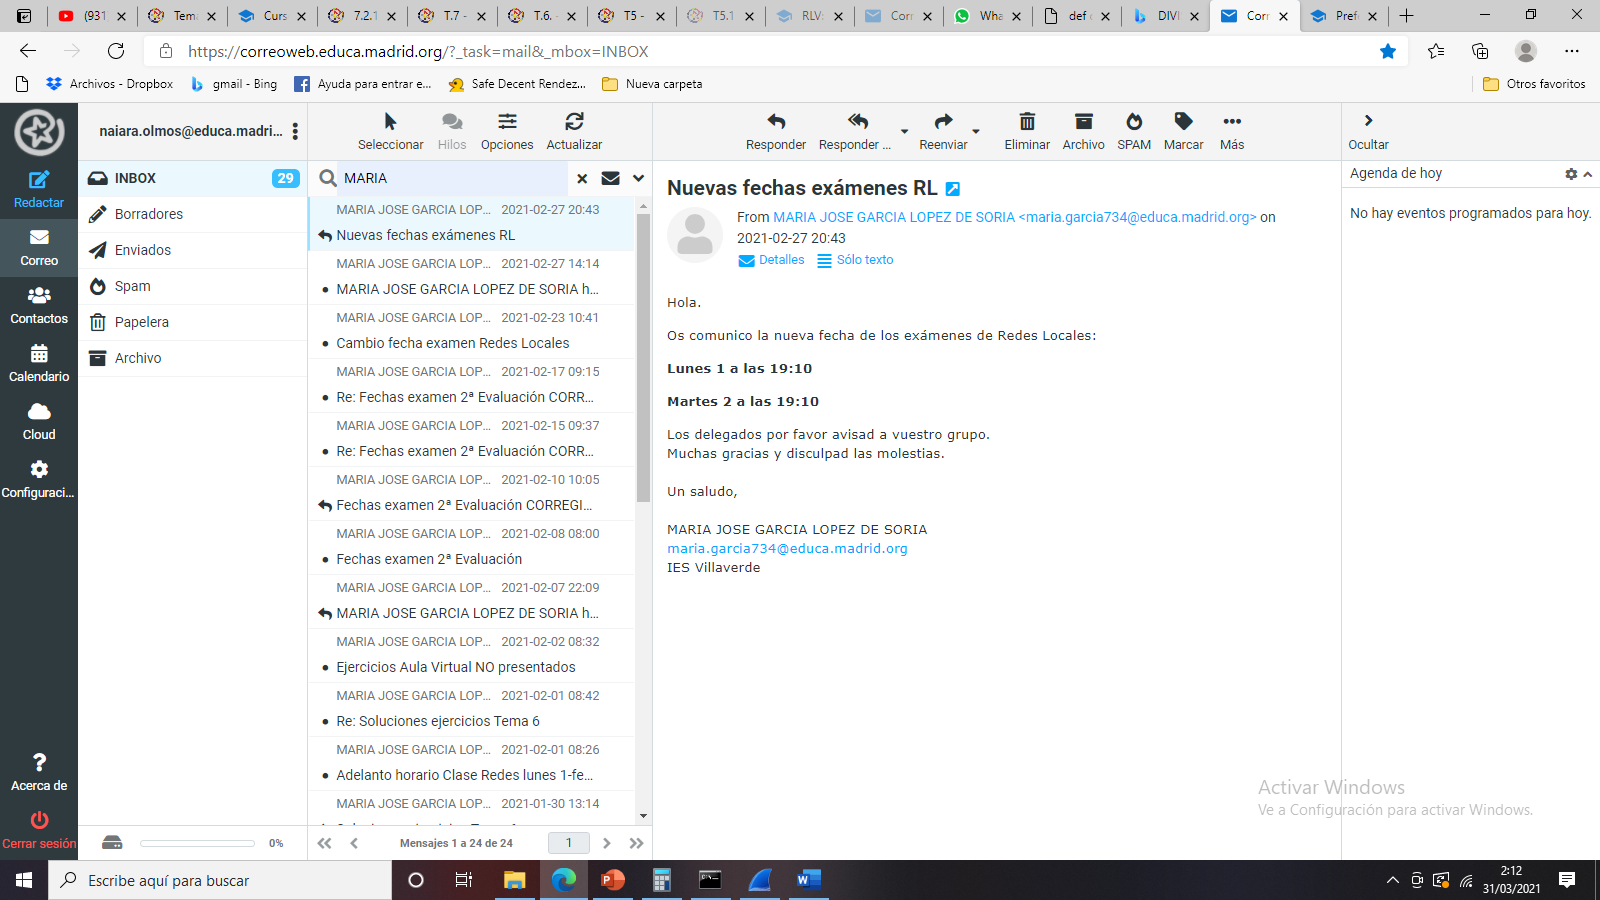 (931
Tem
Curs
7.2.1
T.7 -
T.6. -
T5 -
T5.1
RLV
Corr
Wha
def
DIVI
Corr
Pref
https://correoweb.educa.madrid.org/?_task=mail&_mbox=INBOX
Archivos - Dropbox
gmail - Bing
Ayuda para entrar e...
Safe Decent Rendez...
Nueva carpeta
Otros favoritos
Redactar
Correo
Contactos
Calendario
Cloud
Configuraci...
Acerca de
Cerrar sesión
naiara.olmos@educa.madri...
INBOX 29
Borradores
Enviados
Spam
Papelera
Archivo
0%
Seleccionar Hilos Opciones Actualizar
MARIA
MARIA JOSE GARCIA LOP... 2021-02-27 20:43
Nuevas fechas exámenes RL
MARIA JOSE GARCIA LOP... 2021-02-27 14:14
MARIA JOSE GARCIA LOPEZ DE SORIA h...
MARIA JOSE GARCIA LOP... 2021-02-23 10:41
Cambio fecha examen Redes Locales
MARIA JOSE GARCIA LOP... 2021-02-17 09:15
Re: Fechas examen 2ª Evaluación CORR...
MARIA JOSE GARCIA LOP... 2021-02-15 09:37
Re: Fechas examen 2ª Evaluación CORR...
MARIA JOSE GARCIA LOP... 2021-02-10 10:05
Fechas examen 2ª Evaluación CORREGI...
MARIA JOSE GARCIA LOP... 2021-02-08 08:00
Fechas examen 2ª Evaluación
MARIA JOSE GARCIA LOP... 2021-02-07 22:09
MARIA JOSE GARCIA LOPEZ DE SORIA h...
MARIA JOSE GARCIA LOP... 2021-02-02 08:32
Ejercicios Aula Virtual NO presentados
MARIA JOSE GARCIA LOP... 2021-02-01 08:42
Re: Soluciones ejercicios Tema 6
MARIA JOSE GARCIA LOP... 2021-02-01 08:26
Adelanto horario Clase Redes lunes 1-fe...
MARIA JOSE GARCIA LOP... 2021-01-30 13:14
Mensajes 1 a 24 de 24
1
Responder Responder ... Reenviar Eliminar Archivo SPAM Marcar Más
Nuevas fechas exámenes RL
From MARIA JOSE GARCIA LOPEZ DE SORIA <maria.garcia734@educa.madrid.org> on
2021-02-27 20:43
Detalles Sólo texto
Hola.
Os comunico la nueva fecha de los exámenes de Redes Locales:
Lunes 1 a las 19:10
Martes 2 a las 19:10
Los delegados por favor avisad a vuestro grupo.
Muchas gracias y disculpad las molestias.
Un saludo,
MARIA JOSE GARCIA LOPEZ DE SORIA
maria.garcia734@educa.madrid.org
IES Villaverde
Ocultar
Agenda de hoy
No hay eventos programados para hoy.
Activar Windows
Ve a Configuración para activar Windows.
Escribe aquí para buscar
2:12
31/03/2021